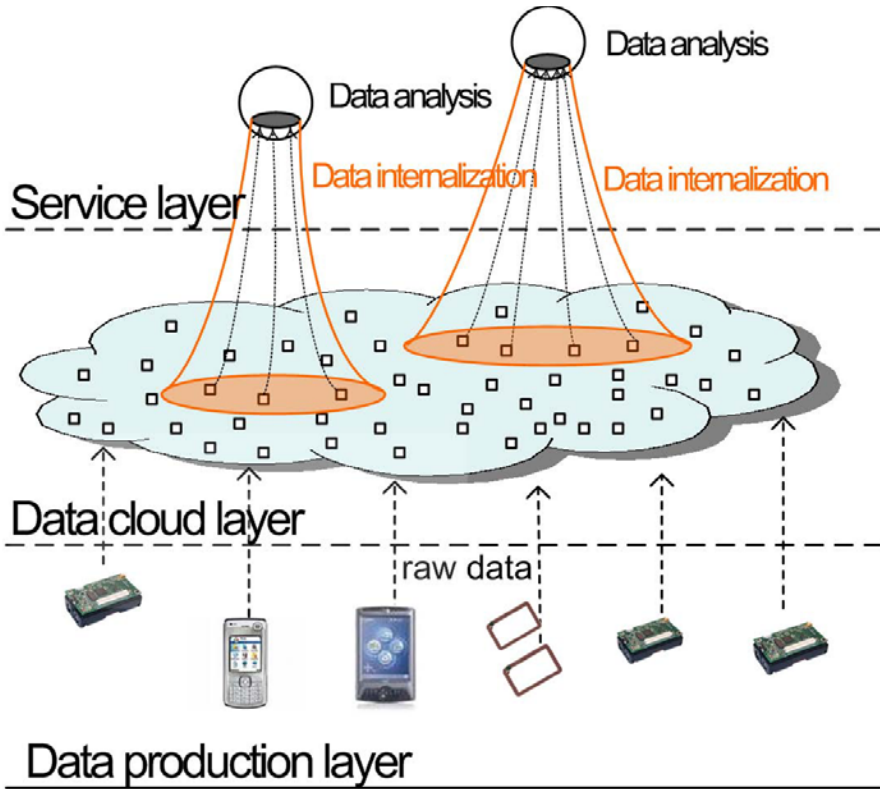 Data analysis
Data analysis
Data internalization
Data internalization
Service layer
Data cloud layer
raw data
Data production layer